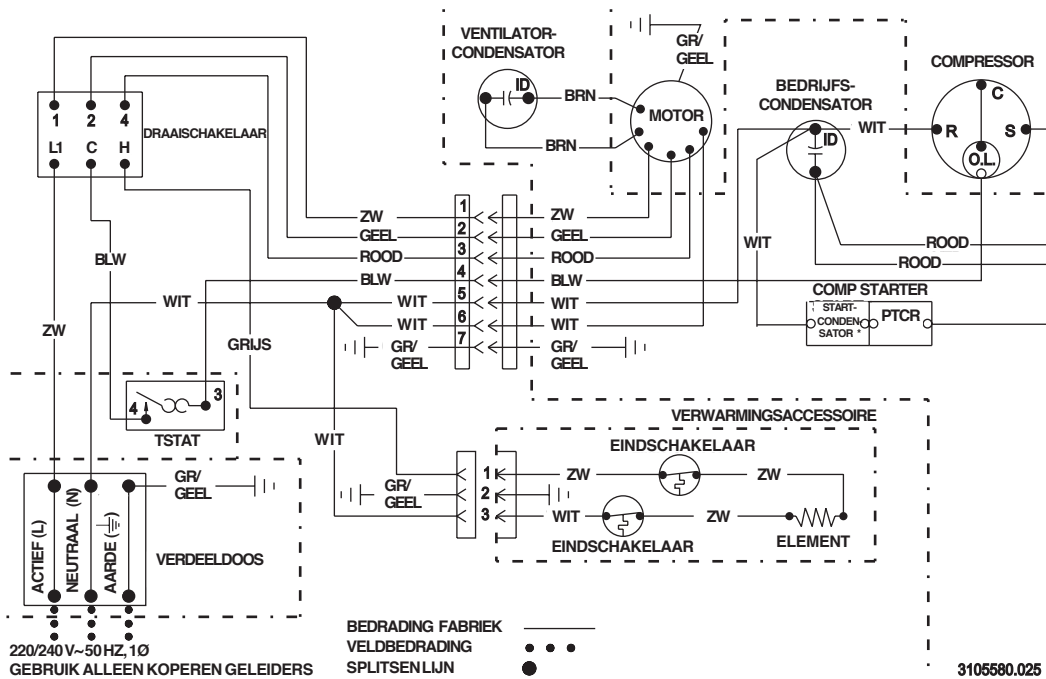 VENTILATOR-
CONDENSATOR
ID
BRN
BRN
GR/
GEEL
MOTOR
BEDRIJFS-
CONDENSATOR
ID
WIT
COMPRESSOR
C
R
S
O.L.
1 2 4
L1 C H
DRAAISCHAKELAAR
ZW
GEEL
ROOD
BLW
WIT
WIT
GR/
GEEL
1
2
3
4
5
6
7
ZW
GEEL
ROOD
BLW
WIT
WIT
GR/
GEEL
WIT
ROOD
ROOD
COMP STARTER
START-
CONDEN
SATOR *
PTCR
BLW
WIT
ZW
GRIJS
4
3
TSTAT
WIT
GR/
GEEL
ACTIEF (L)
NEUTRAAL (N)
AARDE ( )
VERDEELDOOS
GR/
GEEL
1
2
3
VERWARMINGSACCESSOIRE
EINDSCHAKELAAR
ZW
ZW
WIT
ZW
EINDSCHAKELAAR
ELEMENT
220/240 V~50 HZ, 1Ø
GEBRUIK ALLEEN KOPEREN GELEIDERS
BEDRADING FABRIEK
VELDBEDRADING
SPLITSEN LIJN
3105580.025